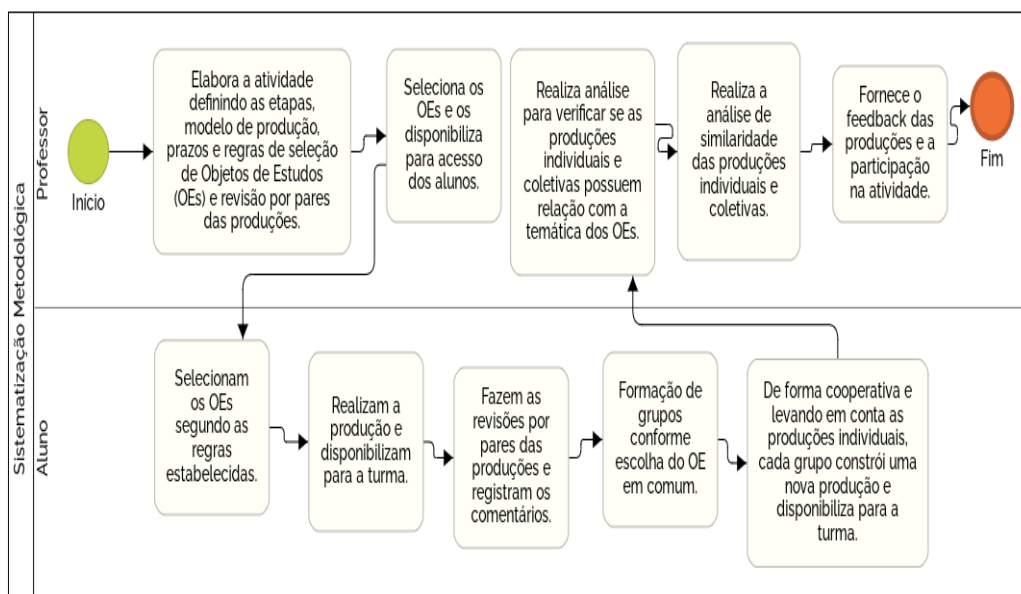 Sistematização Metodológica
Professor
Início
Elabora a atividade
definindo as etapas,
modelo de produção,
prazos e regras de seleção
de Objetos de Estudos
(OEs) e revisão por pares
das produções.
Seleciona os
OEs e os
disponibiliza
para acesso
dos alunos.
Realiza análise
para verificar se as
produções
individuais e
coletivas possuem
relação com a
temática dos OEs.
Realiza a
análise de
similaridade
das produções
individuais e
coletivas.
Fornece o
feedback das
produções e a
participação
na atividade.
Fim
Aluno
Selecionam
os OEs
segundo as
regras
estabelecidas.
Realizam a
produção e
disponibilizam
para a turma.
Fazem as
revisões por
pares das
produções e
registram os
comentários.
Formação de
grupos
conforme
escolha do OE
em comum.
De forma cooperativa e
levando em conta as
produções individuais,
cada grupo constrói uma
nova produção e
disponibiliza para a
turma.